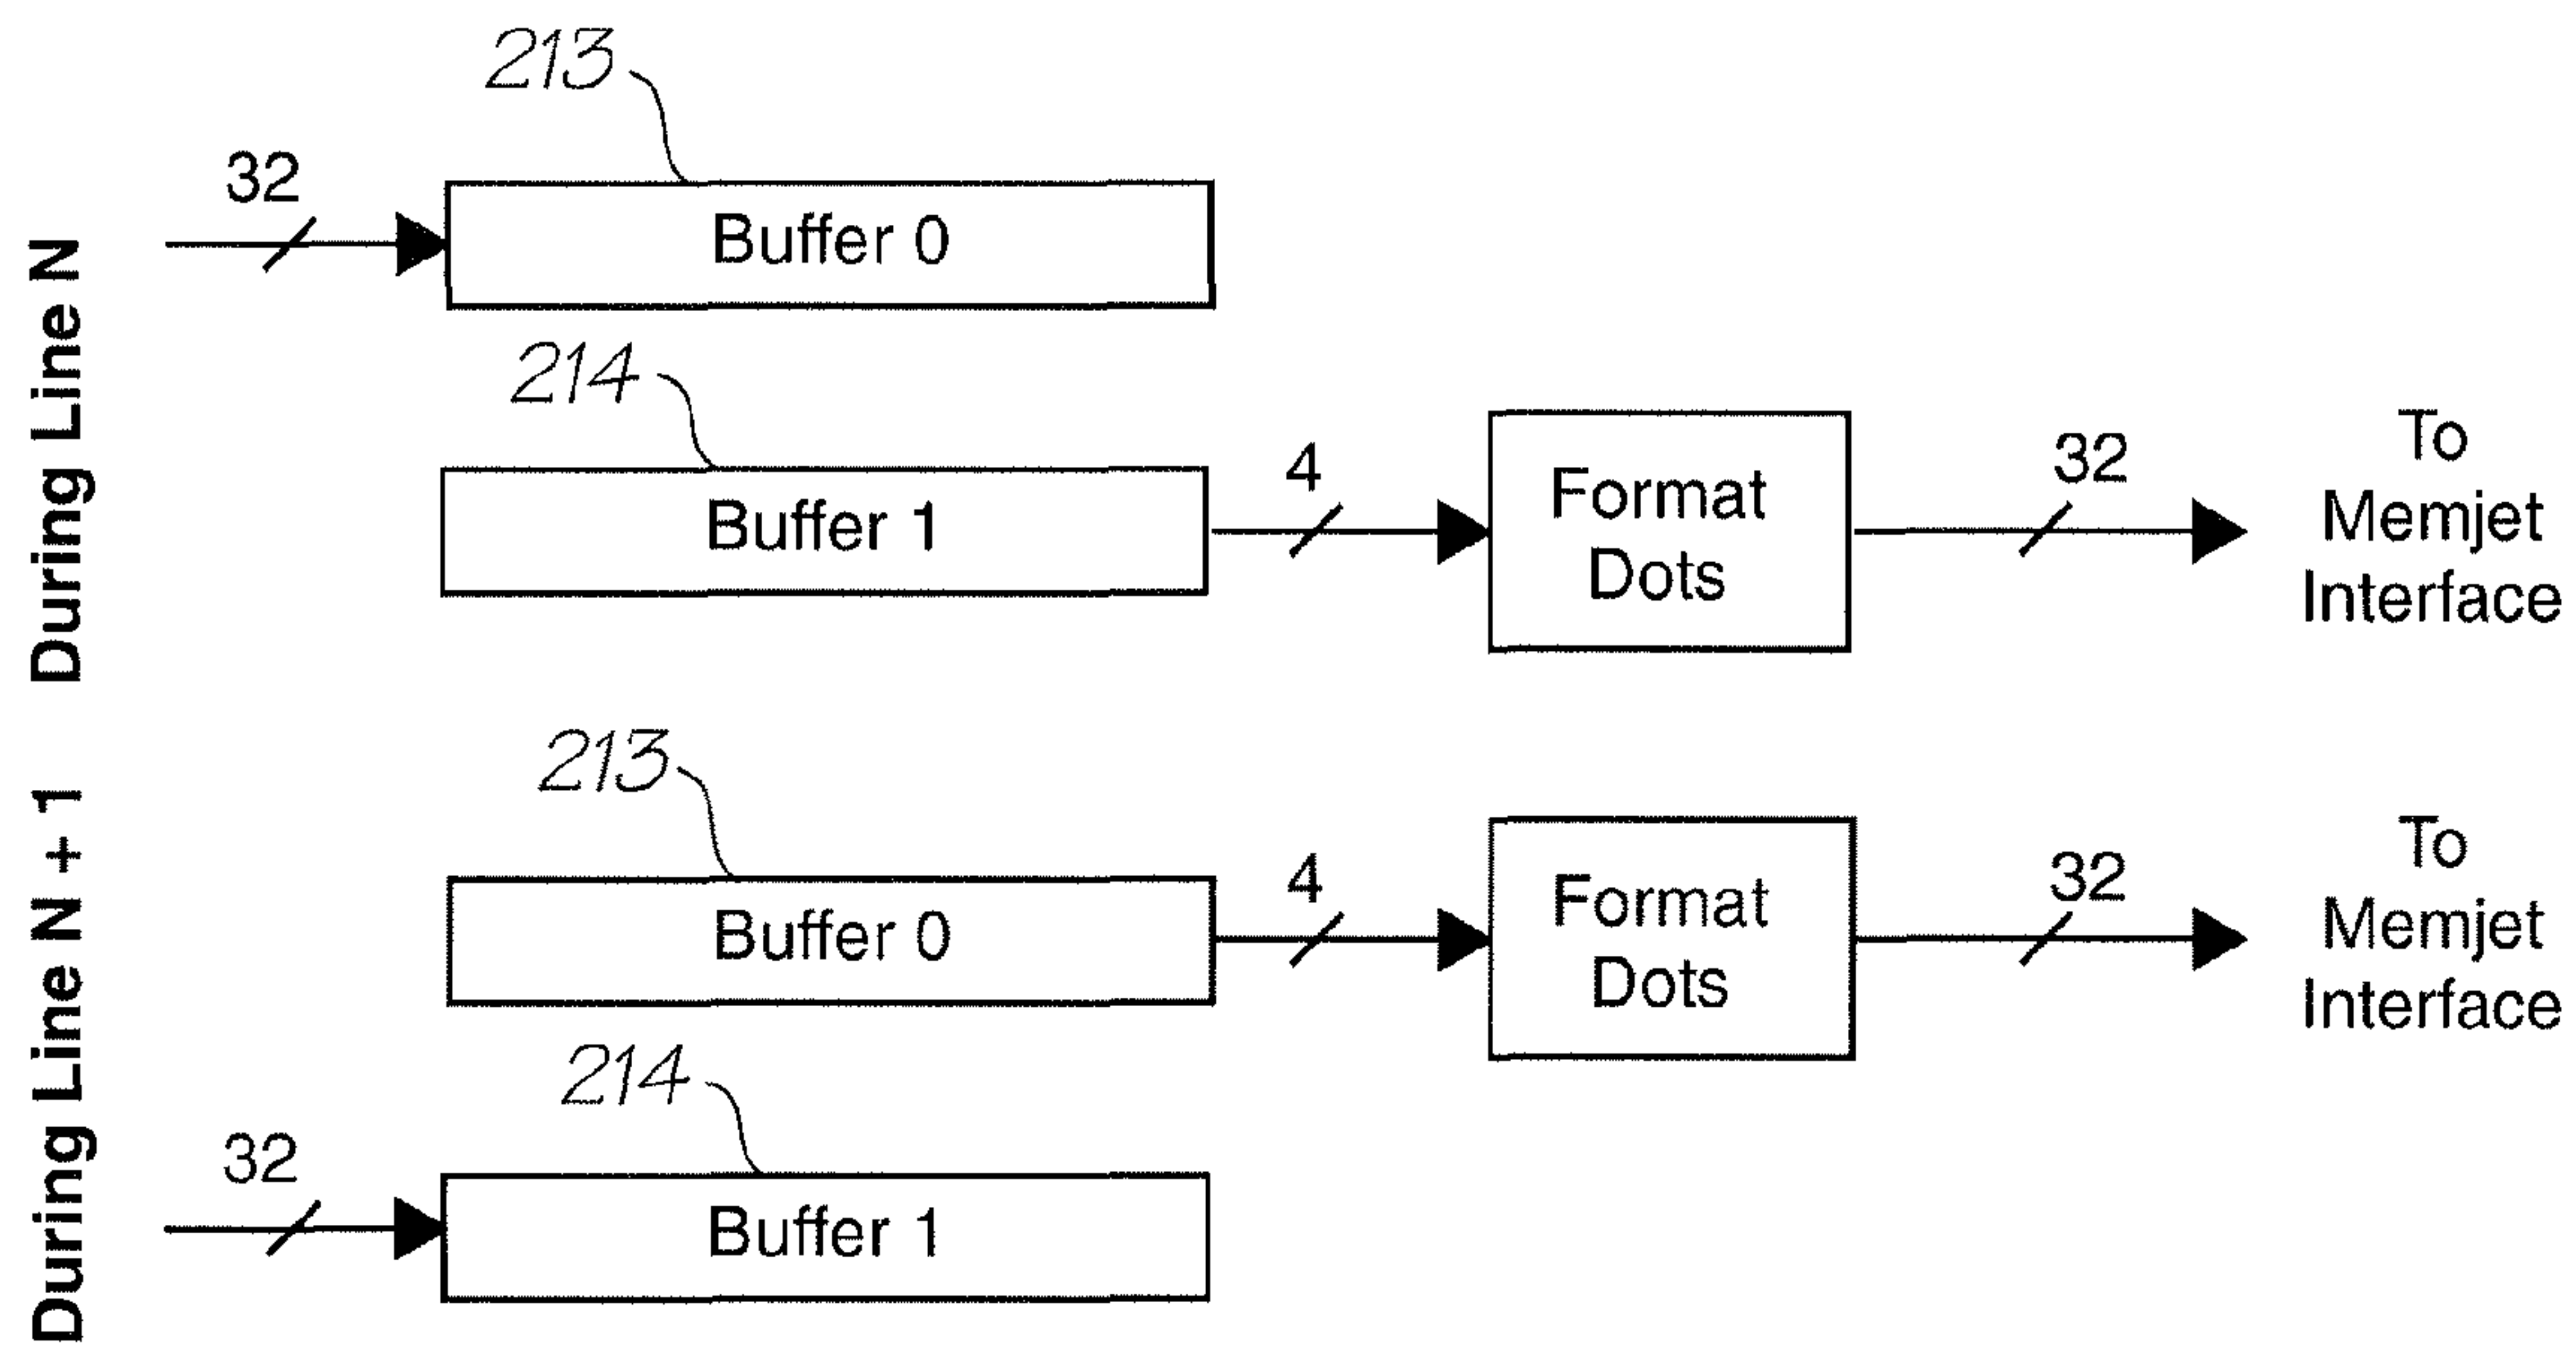 During Line N
213
32
Buffer 0
214
Buffer 1
4
Format
Dots
32
To
Memjet
Interface
During Line N + 1
213
Buffer 0
4
Format
Dots
32
To
Memjet
Interface
214
32
Buffer 1